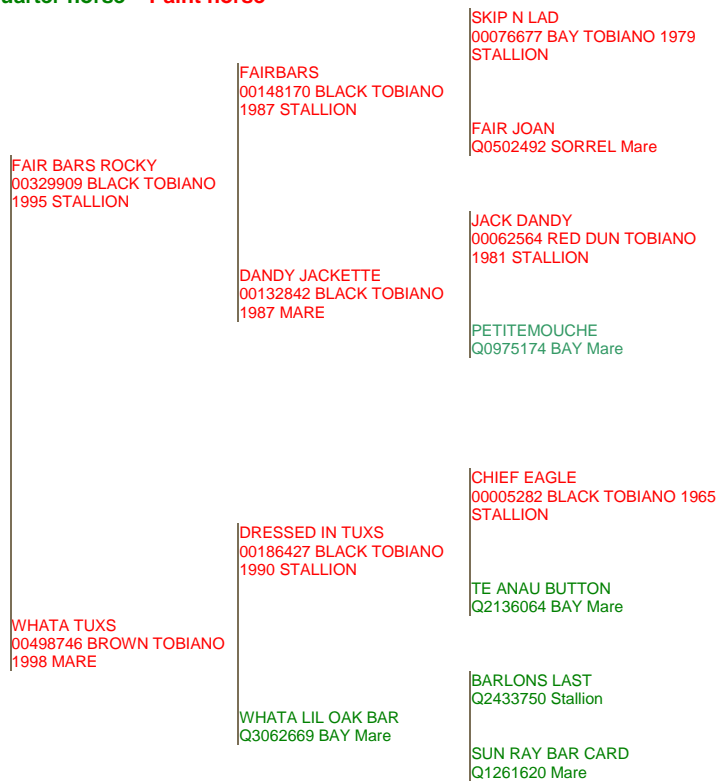 Paint horse
SKIP N LAD
00076677 BAY TOBIANO 1979
STALLION
FAIRBARS
00148170 BLACK TOBIANO
1987 STALLION
FAIR JOAN
Q0502492 SORREL Mare
FAIR BARS ROCKY
00329909 BLACK TOBIANO
1995 STALLION
JACK DANDY
00062564 RED DUN TOBIANO
1981 STALLION
DANDY JACKETTE
00132842 BLACK TOBIANO
1987 MARE
PETITEMOUCHE
Q0975174 BAY Mare
CHIEF EAGLE
00005282 BLACK TOBIANO 1965
STALLION
DRESSED IN TUXS
00186427 BLACK TOBIANO
1990 STALLION
TE ANAU BUTTON
Q2136064 BAY Mare
WHATA TUXS
00498746 BROWN TOBIANO
1998 MARE
BARLONS LAST
Q2433750 Stallion
WHATA LIL OAK BAR
Q3062669 BAY Mare
SUN RAY BAR CARD
Q1261620 Mare